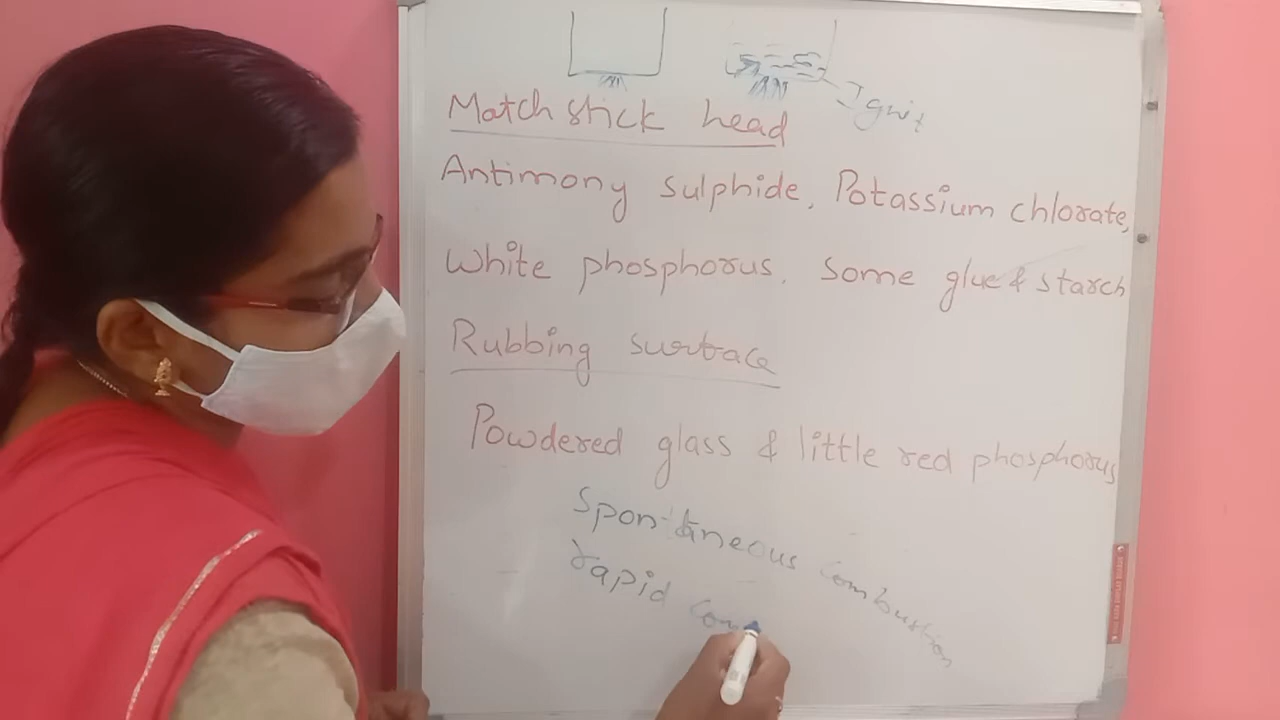 Ignit
Match stick head
Antimony sulphide, Potassium chlorate,
White phosphorus, some glue & starch
Rubbing surface
Powdered glass & little red phosphorus
Spontaneous Combustion
rapid com